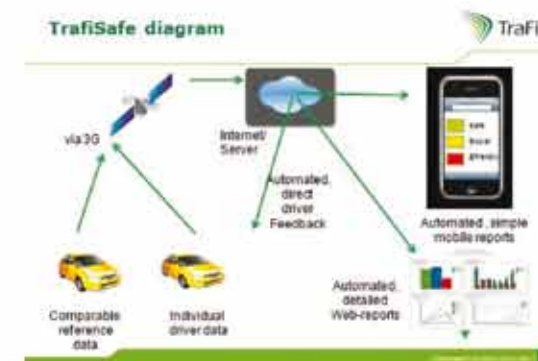 TrafiSafe diagram
TraFi
via 3G
Internet/
Server
Automated,
direct
driver
Feedback
Automated, simple
mobile reports
Automated,
detailed
Web-reports
Comparable
reference
data
Individual
driver data